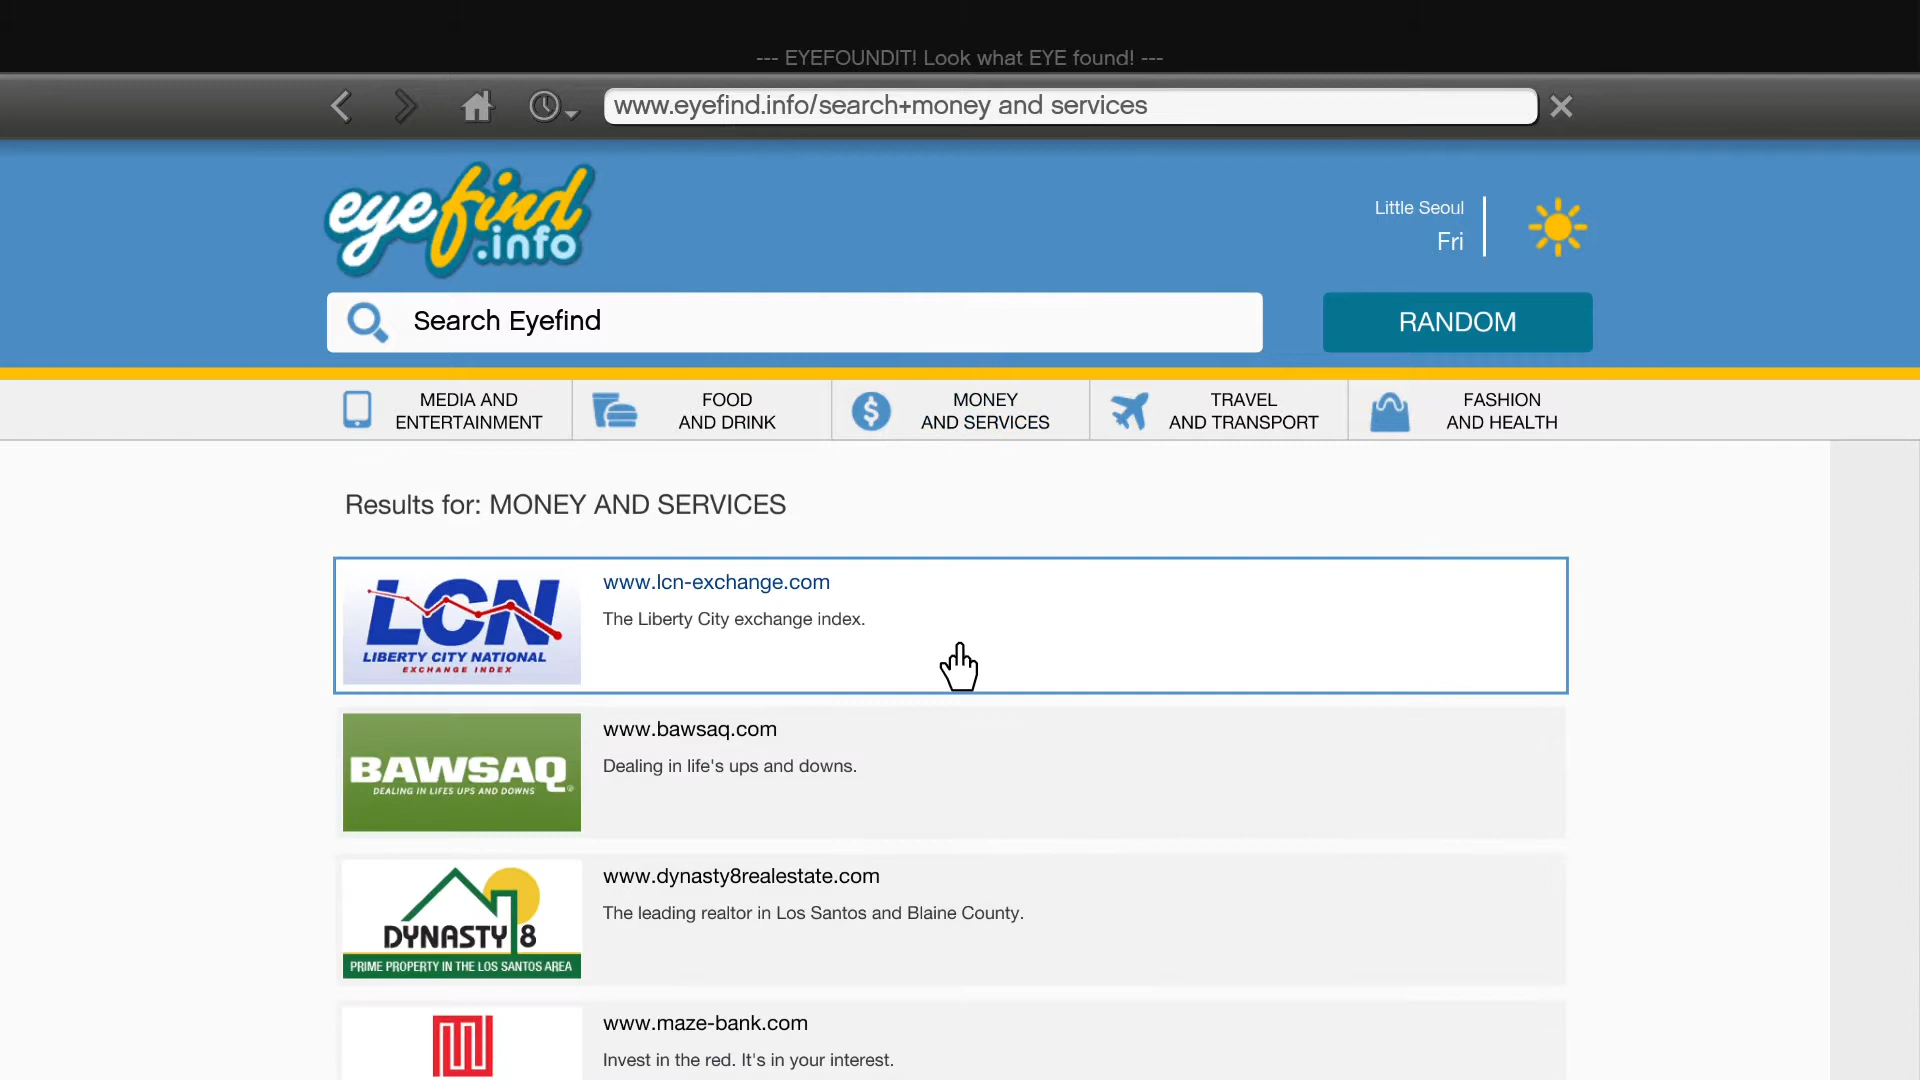 --- EYEFOUNDIT! Look what EYE found! ---
www.eyefind.info/search+money and services
eyefind
.info
Little Seoul
Fri
Search Eyefind
RANDOM
MEDIA AND
ENTERTAINMENT
FOOD
AND DRINK
MONEY
AND SERVICES
TRAVEL
AND TRANSPORT
FASHION
AND HEALTH
Results for: MONEY AND SERVICES
LCN
LIBERTY CITY NATIONAL
EXCHANGE INDEX
www.lcn-exchange.com
The Liberty City exchange index.
BAWSAQ
DEALING IN LIFES UPS AND DOWNS
www.bawsaq.com
Dealing in life's ups and downs.
DYNASTY 8
PRIME PROPERTY IN THE LOS SANTOS AREA
www.dynasty8realestate.com
The leading realtor in Los Santos and Blaine County.
www.maze-bank.com
Invest in the red. It's in your interest.